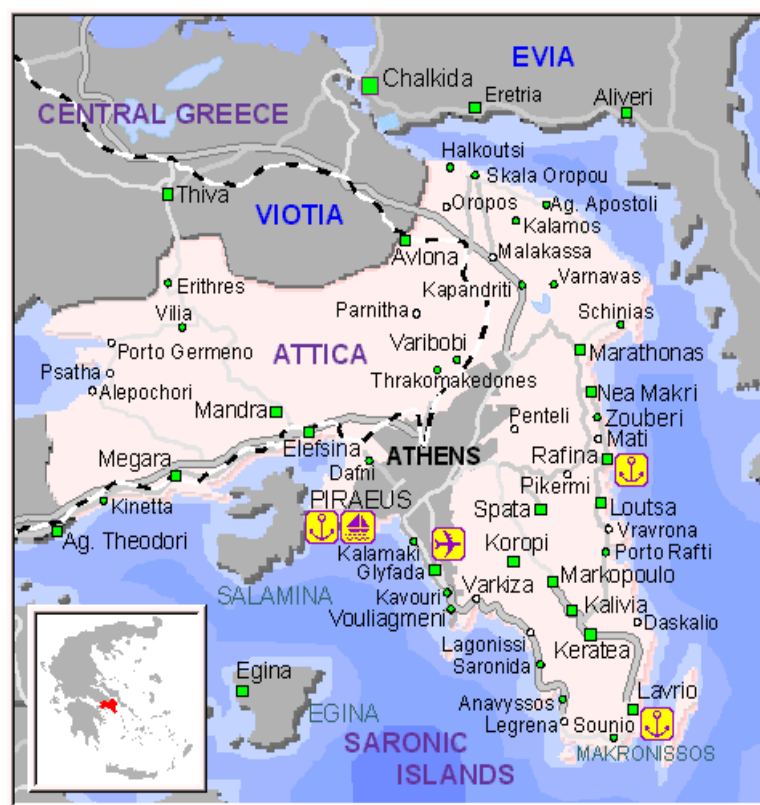 EVIA
Chalkida
Eretria
Aliveri
CENTRAL GREECE
Halkoutsi
Skala Oropou
Thiva
Oropos
Ag. Apostoli
VIOTIA
Kalamos
Avlona
Malakassa
Erithres
Kapandriti
Varnavas
Vilia
Parnitha
Schinias
Porto Germeno
ATTICA
Varibobi
Marathonas
Psatha
Thrakomakedones
Alepochori
Nea Makri
Mandra
Penteli
Zouberi
Elefsina
ATHENS
Mati
Megara
Dafni
Rafina
Pikermi
Kinetta
PIRAEUS
Spata
Loutsa
Ag. Theodori
Vravrona
Kalamaki
Koropi
Porto Rafti
Glyfada
Markopoulo
SALAMINA
Kavouri
Varkiza
Vouliagmeni
Kalivia
Daskalio
Lagonissi
Keratea
Saronida
Egina
Anavyssos
Lavrio
EGINA
Legrena
Sounio
SARONIC
ISLANDS
MAKRONISSOS